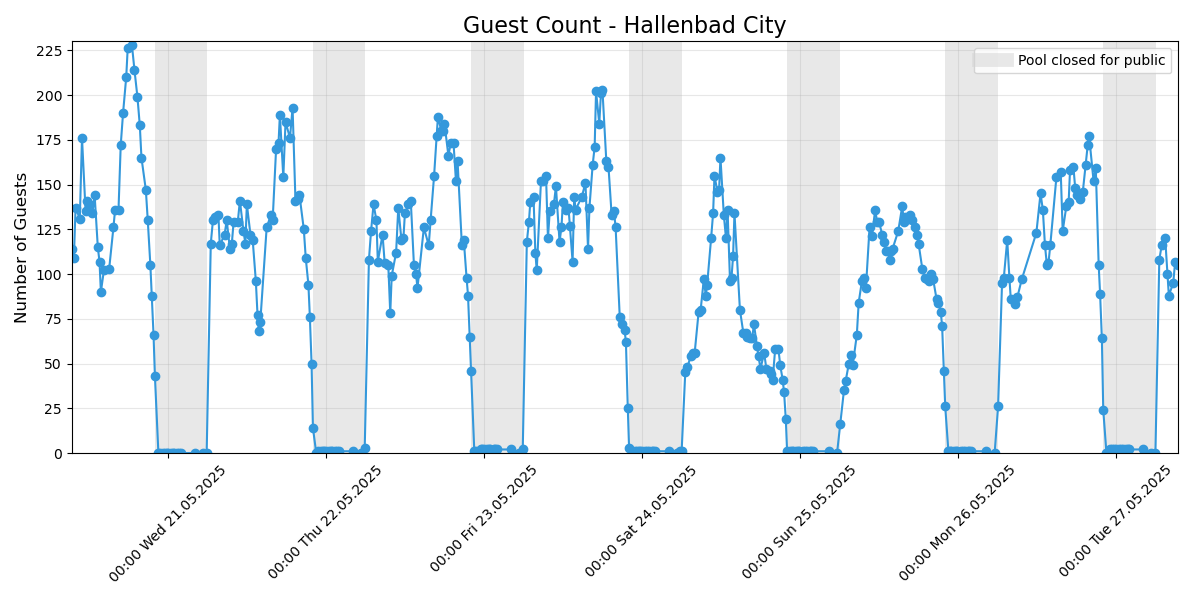 Guest Count - Hallenbad City
Pool closed for public
Number of Guests
225
200
175
150
125
100
75
50
25
0
00:00 Wed 21.05.2025
00:00 Thu 22.05.2025
00:00 Fri 23.05.2025
00:00 Sat 24.05.2025
00:00 Sun 25.05.2025
00:00 Mon 26.05.2025
00:00 Tue 27.05.2025